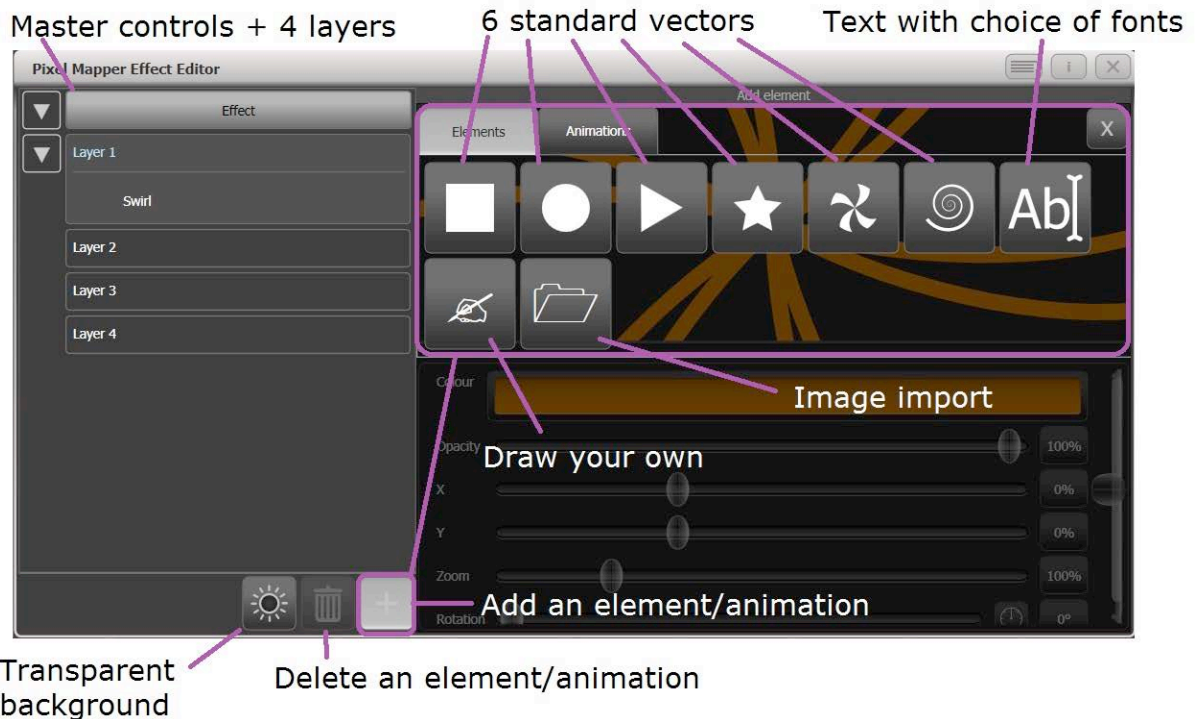 Master controls + 4 layers
6 standard vectors
Text with choice of fonts
Pixel Mapper Effect Editor
i
X
Add element
Effect
Elements
Animations
X
Layer 1
Swirl
Ab
Layer 2
Layer 3
Layer 4
Colour
Image import
Opacity
100%
Draw your own
X
0%
Y
0%
Zoom
100%
Add an element/animation
Rotation
0°
Transparent
background
Delete an element/animation